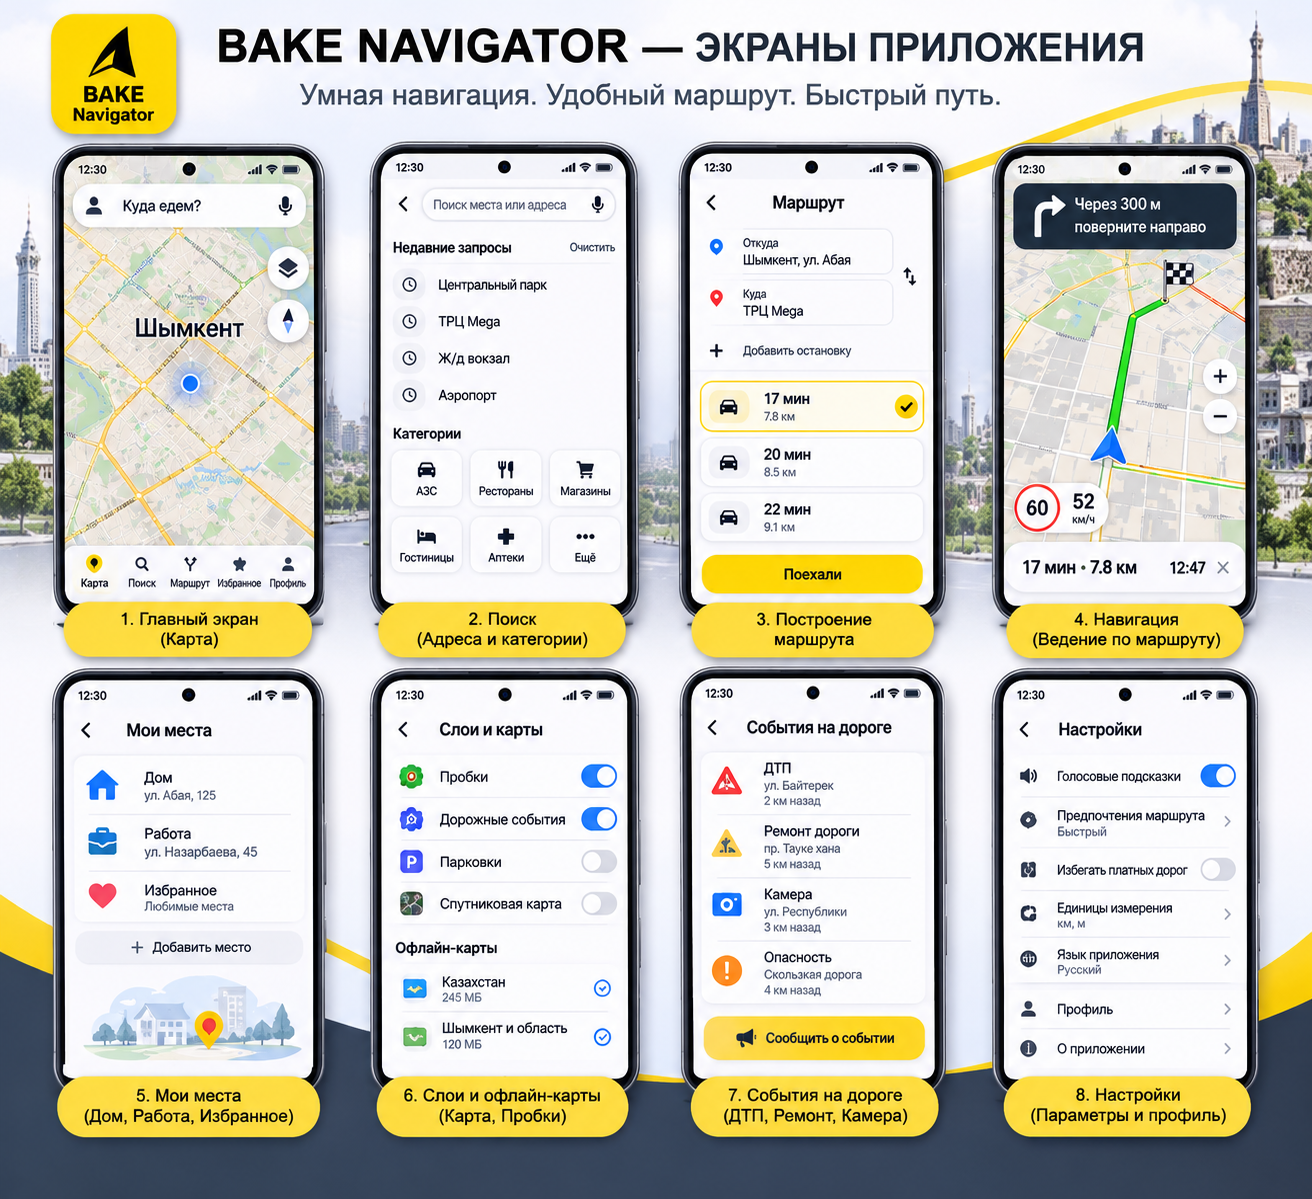 BAKE
Navigator
BAKE NAVIGATOR — ЭКРАНЫ ПРИЛОЖЕНИЯ
Умная навигация. Удобный маршрут. Быстрый путь.
12:30
Куда едем?
Шымкент
Карта
Поиск
Маршрут
Избранное
Профиль
1. Главный экран
(Карта)
12:30
Поиск места или адреса
Недавние запросы
Очистить
Центральный парк
ТРЦ Mega
Ж/д вокзал
Аэропорт
Категории
АЗС
Рестораны
Магазины
Гостиницы
Аптеки
Ещё
2. Поиск
(Адреса и категории)
12:30
Маршрут
Откуда
Шымкент, ул. Абая
Куда
ТРЦ Mega
Добавить остановку
17 мин
7.8 км
20 мин
8.5 км
22 мин
9.1 км
Поехали
3. Построение
маршрута
12:30
Через 300 м
поверните направо
60
52
км/ч
17 мин • 7.8 км
12:47
4. Навигация
(Ведение по маршруту)
12:30
Мои места
Дом
ул. Абая, 125
Работа
ул. Назарбаева, 45
Избранное
Любимые места
+ Добавить место
5. Мои места
(Дом, Работа, Избранное)
12:30
Слои и карты
Пробки
Дорожные события
P
Парковки
Спутниковая карта
Офлайн-карты
Казахстан
245 МБ
Шымкент и область
120 МБ
6. Слои и офлайн-карты
(Карта, Пробки)
12:30
События на дороге
ДТП
ул. Байтерек
2 км назад
Ремонт дороги
пр. Тауке хана
5 км назад
Камера
ул. Республики
3 км назад
Опасность
Скользкая дорога
4 км назад
Сообщить о событии
7. События на дороге
(ДТП, Ремонт, Камера)
12:30
Настройки
Голосовые подсказки
Предпочтения маршрута
Быстрый
Избегать платных дорог
Единицы измерения
км, м
Язык приложения
Русский
Профиль
О приложении
8. Настройки
(Параметры и профиль)